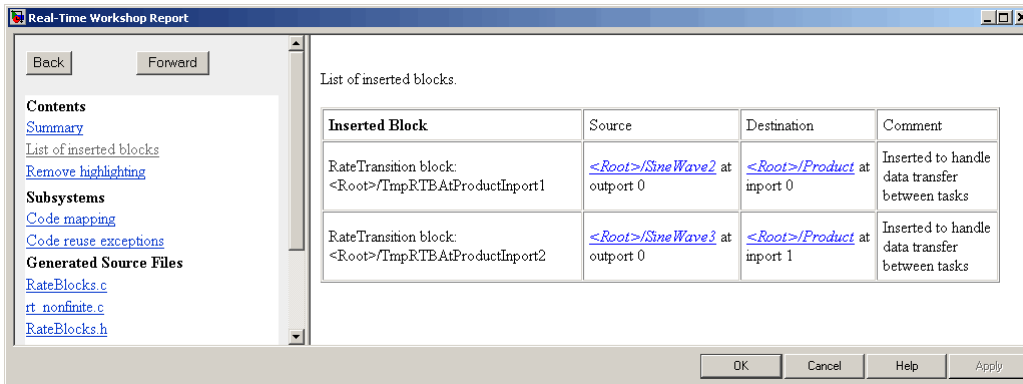 Real-Time Workshop Report
Back Forward
Contents
Summary
List of inserted blocks
Remove highlighting
Subsystems
Code mapping
Code reuse exceptions
Generated Source Files
RateBlocks.c
rt_nonfinite.c
RateBlocks.h
List of inserted blocks.
Inserted Block Source Destination Comment
RateTransition block:
<Root>/TmpRTBAtProductInport1
<Root>/SineWave2 at
outport 0
<Root>/Product at
inport 0
Inserted to handle
data transfer
between tasks
RateTransition block:
<Root>/TmpRTBAtProductInport2
<Root>/SineWave3 at
outport 0
<Root>/Product at
inport 1
Inserted to handle
data transfer
between tasks
OK Cancel Help Apply